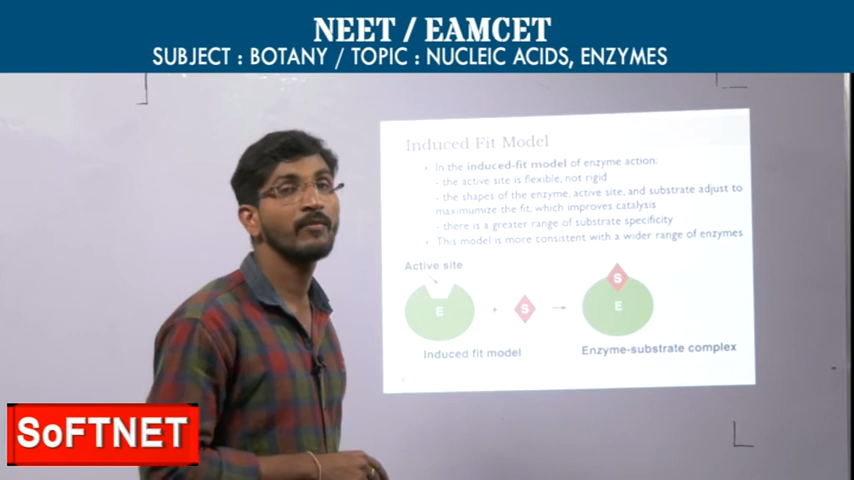 NEET / EAMCET
SUBJECT : BOTANY / TOPIC : NUCLEIC ACIDS, ENZYMES
Induced Fit Model
• In the induced-fit model of enzyme action:
- the active site is flexible, not rigid
- the shapes of the enzyme, active site, and substrate adjust to
maximumize the fit, which improves catalysis
- there is a greater range of substrate specificity
• This model is more consistent with a wider range of enzymes
Active site
E + S → S E
Induced fit model
Enzyme-substrate complex
SoFTNET